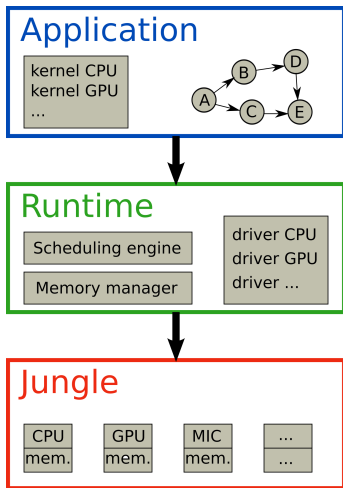 Application
kernel CPU
kernel GPU
...
A
B
C
D
E
Runtime
Scheduling engine
Memory manager
driver CPU
driver GPU
driver ...
Jungle
CPU
mem.
GPU
mem.
MIC
mem.
...
...